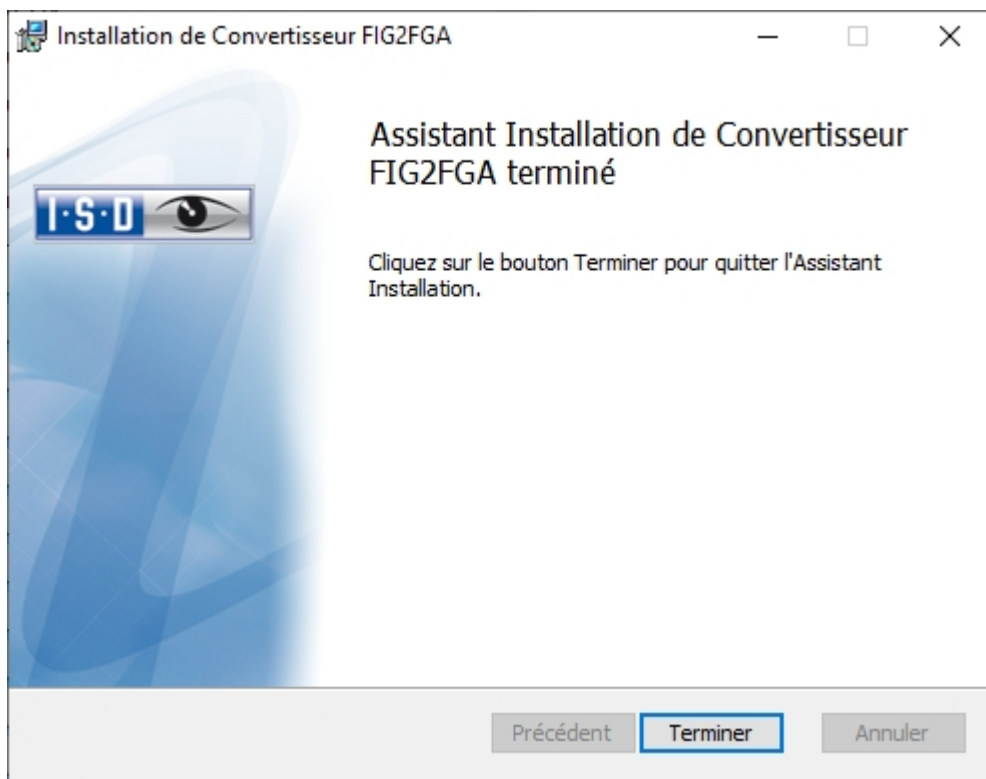 Installation de Convertisseur FIG2FGA
Assistant Installation de Convertisseur
FIG2FGA terminé
I·S·D
Cliquez sur le bouton Terminer pour quitter l'Assistant
Installation.
Précédent
Terminer
Annuler